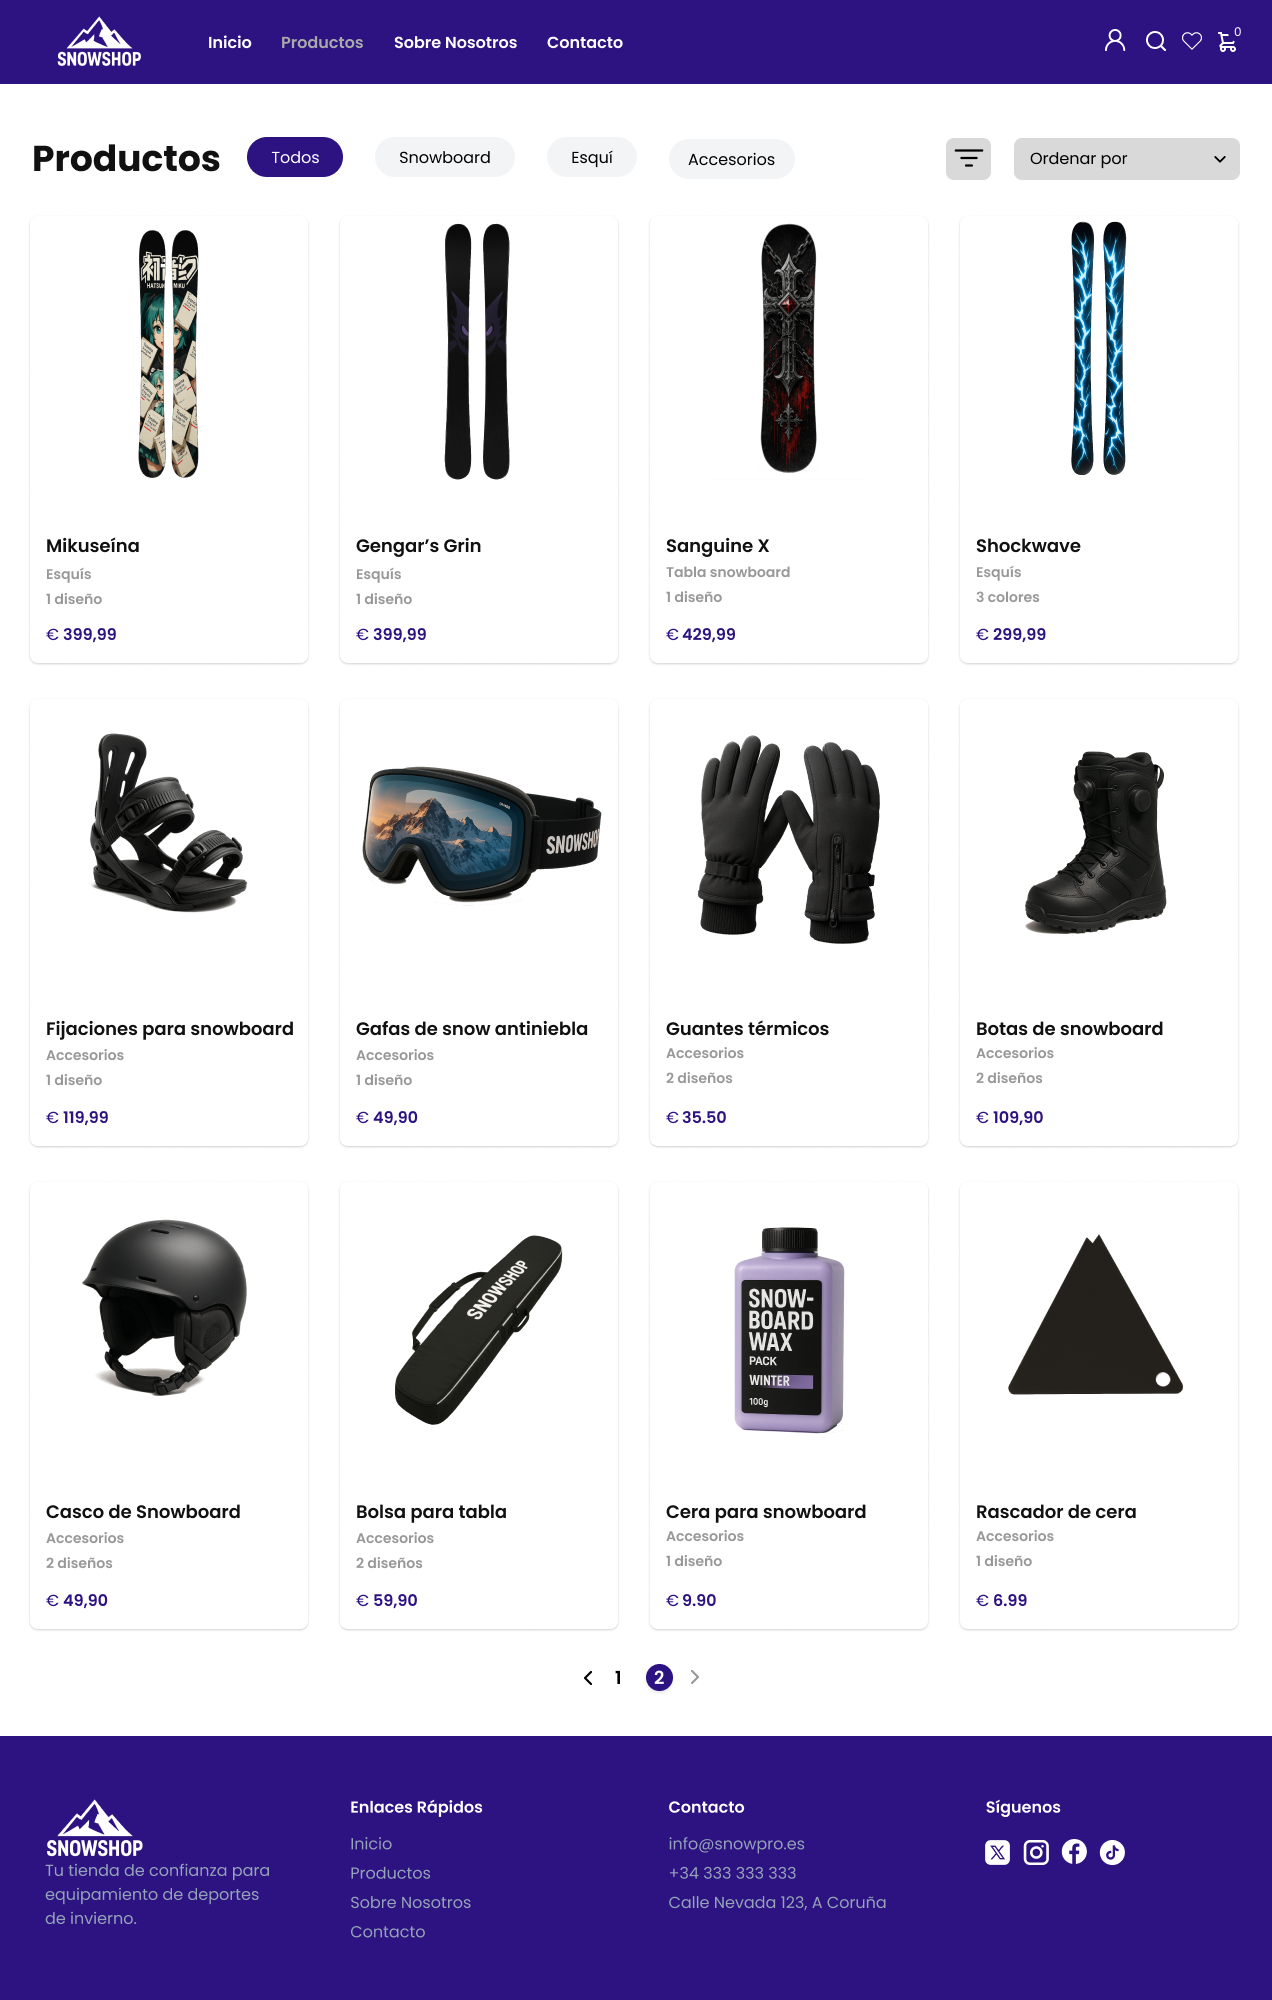 SNOWSHOP
Inicio Productos Sobre Nosotros Contacto 0
Productos Todos Snowboard Esquí Accesorios Ordenar por
初音ミク
HATSUNE MIKU
Mikuseína
Esquís
1 diseño
€ 399,99
Gengar’s Grin
Esquís
1 diseño
€ 399,99
Sanguine X
Tabla snowboard
1 diseño
€ 429,99
Shockwave
Esquís
3 colores
€ 299,99
Fijaciones para snowboard
Accesorios
1 diseño
€ 119,99
SNOWSHOP
Gafas de snow antiniebla
Accesorios
1 diseño
€ 49,90
Guantes térmicos
Accesorios
2 diseños
€ 35.50
Botas de snowboard
Accesorios
2 diseños
€ 109,90
Casco de Snowboard
Accesorios
2 diseños
€ 49,90
SNOWSHOP
Bolsa para tabla
Accesorios
2 diseños
€ 59,90
SNOW-
BOARD
WAX
PACK
WINTER
100g
Cera para snowboard
Accesorios
1 diseño
€ 9.90
Rascador de cera
Accesorios
1 diseño
€ 6.99
1 2
SNOWSHOP
Tu tienda de confianza para
equipamiento de deportes
de invierno.
Enlaces Rápidos
Inicio
Productos
Sobre Nosotros
Contacto
Contacto
info@snowpro.es
+34 333 333 333
Calle Nevada 123, A Coruña
Síguenos